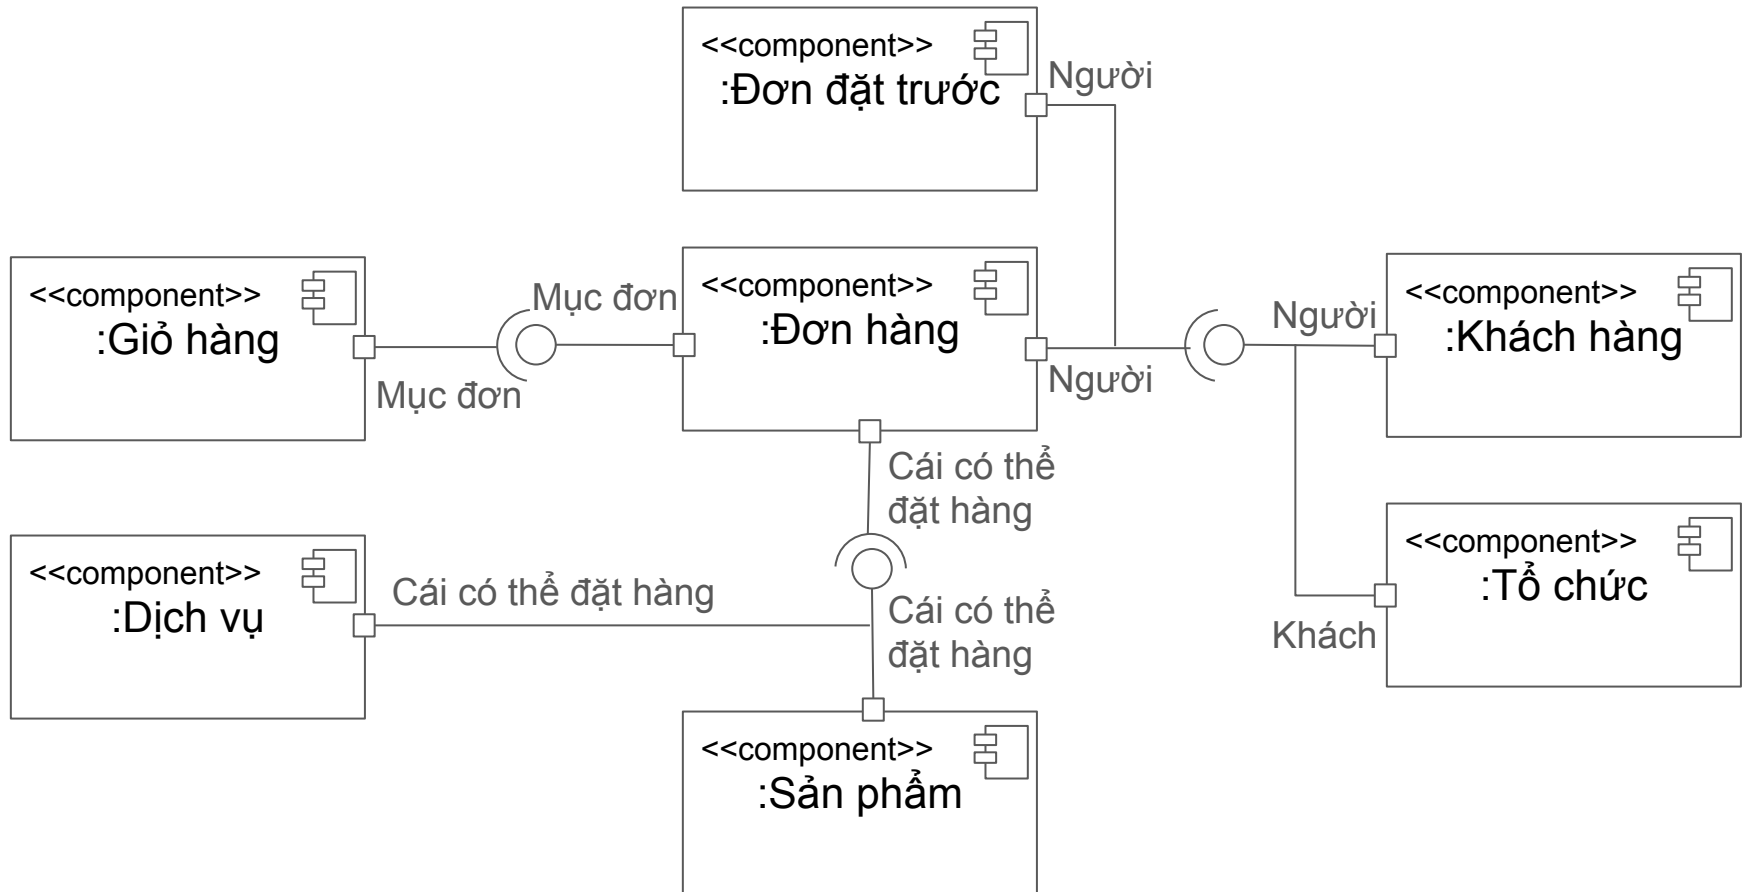 <<component>>
:Đơn đặt trước
Người
<<component>>
:Giỏ hàng
Mục đơn
Mục đơn
<<component>>
:Đơn hàng
Người
Người
<<component>>
:Khách hàng
Cái có thể
đặt hàng
<<component>>
:Dịch vụ
Cái có thể đặt hàng
Cái có thể
đặt hàng
<<component>>
:Tổ chức
Khách
<<component>>
:Sản phẩm